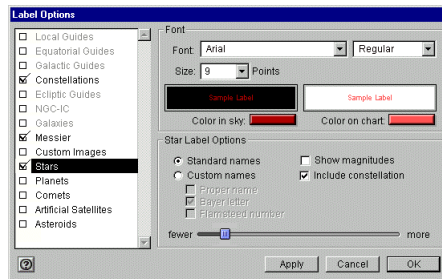 Label Options
Local Guides
Equatorial Guides
Galactic Guides
Constellations
Ecliptic Guides
NGC-IC
Galaxies
Messier
Custom Images
Stars
Planets
Comets
Artificial Satellites
Asteroids
Font
Font: Arial Regular
Size: 9 Points
Sample Label Sample Label
Color in sky: Color on chart:
Star Label Options
Standard names Show magnitudes
Custom names Include constellation
Proper name
Bayer letter
Flamsteed number
fewer more
Apply Cancel OK